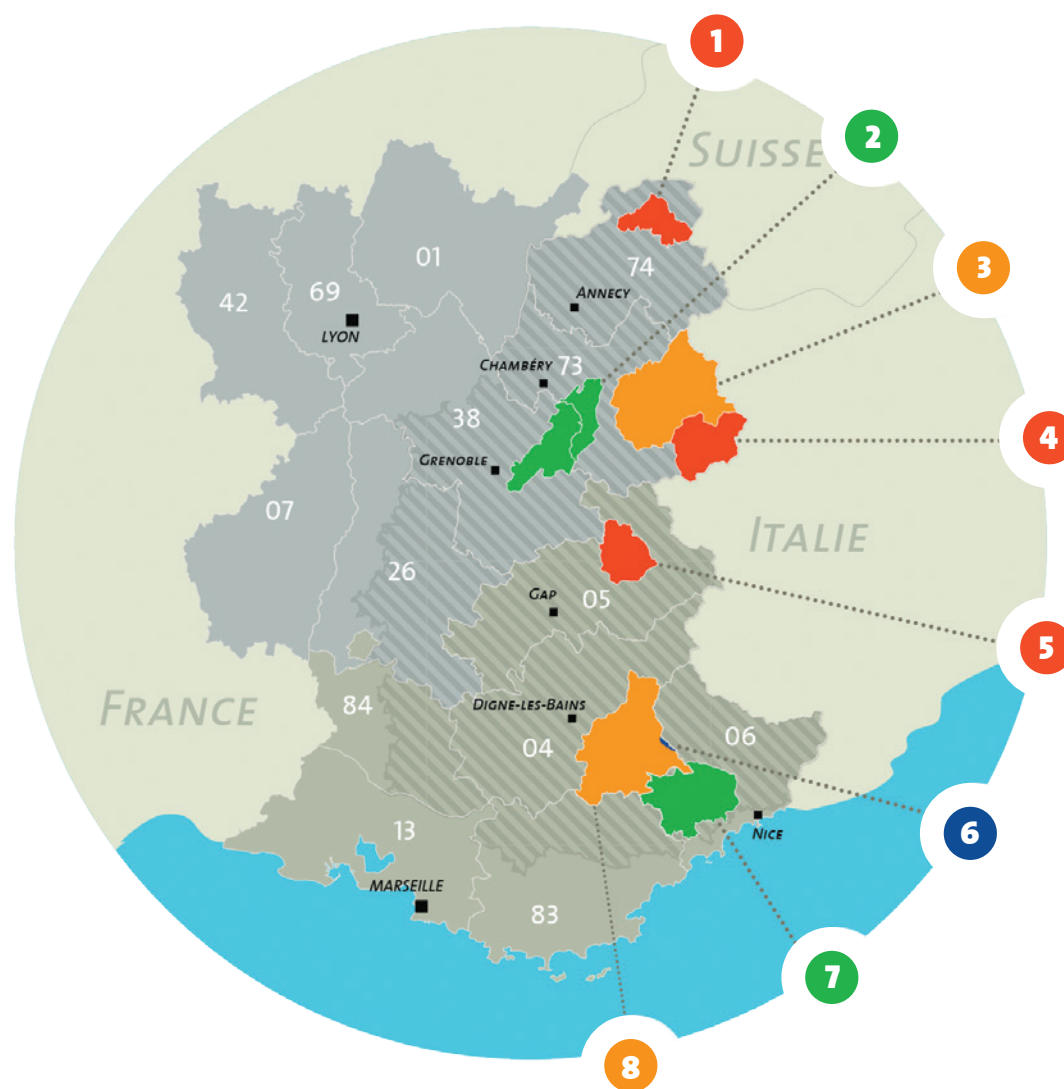 1
2
SUISSE
3
01
74
69
42
ANNECY
LYON
CHAMBÉRY
73
38
4
GRENOBLE
07
ITALIE
26
GAP
05
5
FRANCE
84
DIGNE-LES-BAINS
04
06
13
NICE
6
MARSEILLE
83
7
8